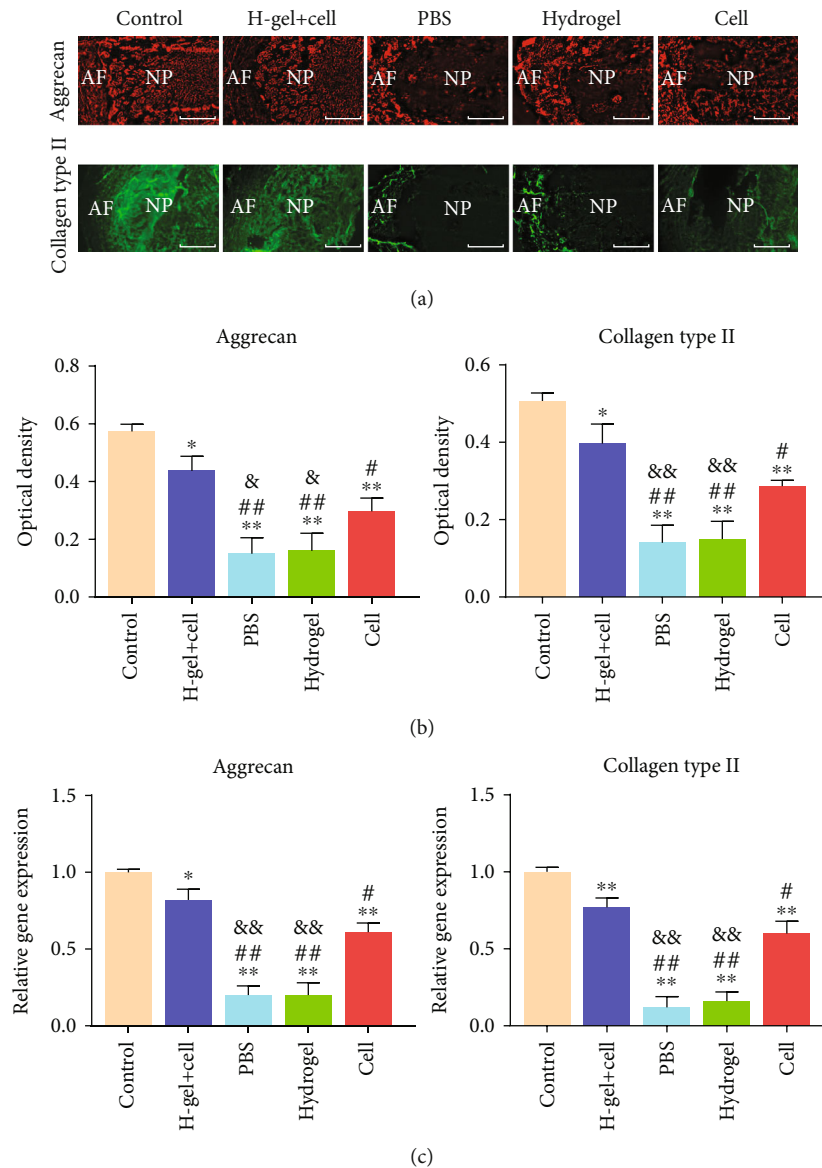 Control H-gel+cell PBS Hydrogel Cell
Aggrecan
AF NP AF NP AF NP AF NP AF NP
Collagen type II
AF NP AF NP AF NP AF NP AF NP
(a)
Aggrecan
Optical density
0.8
0.6
0.4
0.2
0.0
* 
& ## **
& ## **
# **
Control H-gel+cell PBS Hydrogel Cell
Collagen type II
Optical density
0.6
0.4
0.2
0.0
*
&& ## **
&& ## **
# **
Control H-gel+cell PBS Hydrogel Cell
(b)
Aggrecan
Relative gene expression
1.5
1.0
0.5
0.0
*
&& ## **
&& ## **
# **
Control H-gel+cell PBS Hydrogel Cell
Collagen type II
Relative gene expression
1.5
1.0
0.5
0.0
**
&& ## **
&& ## **
# **
Control H-gel+cell PBS Hydrogel Cell
(c)